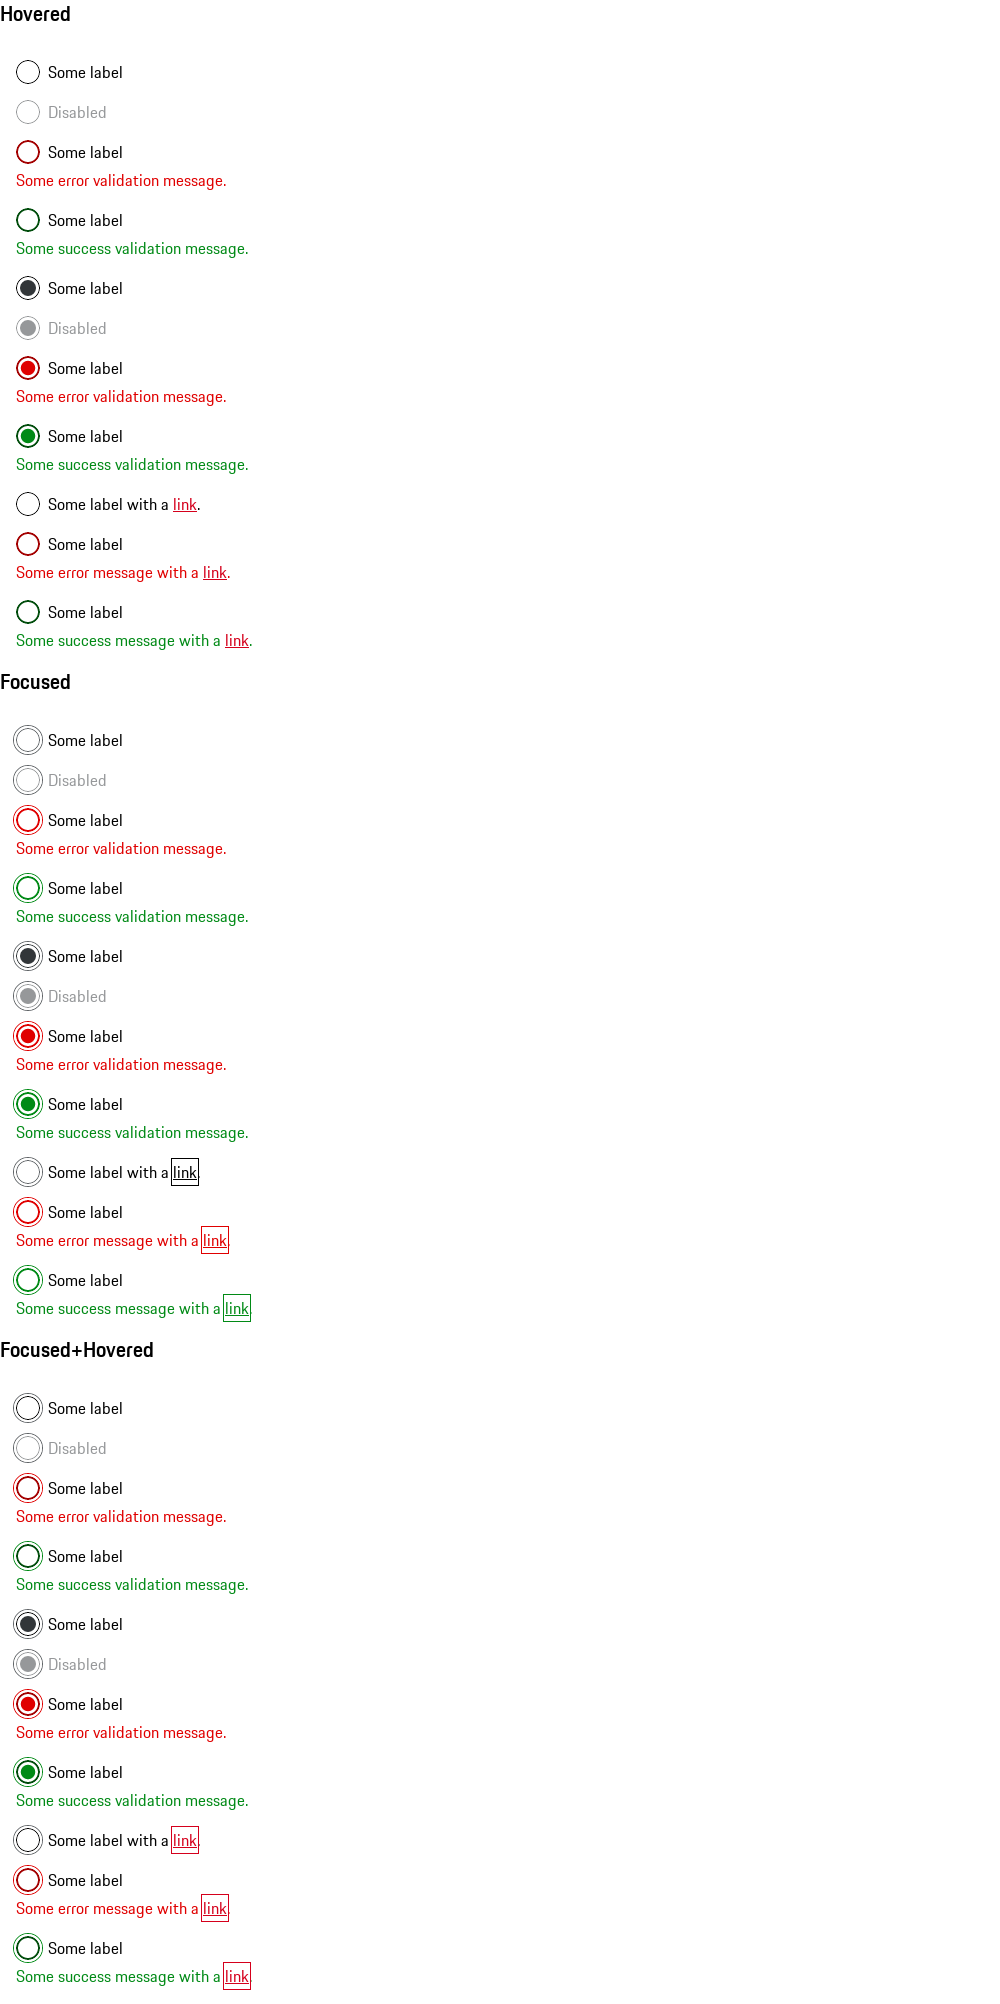 Hovered
Some label
Disabled
Some label
Some error validation message.
Some label
Some success validation message.
Some label
Disabled
Some label
Some error validation message.
Some label
Some success validation message.
Some label with a link.
Some label
Some error message with a link.
Some label
Some success message with a link.
Focused
Some label
Disabled
Some label
Some error validation message.
Some label
Some success validation message.
Some label
Disabled
Some label
Some error validation message.
Some label
Some success validation message.
Some label with a link.
Some label
Some error message with a link.
Some label
Some success message with a link.
Focused+Hovered
Some label
Disabled
Some label
Some error validation message.
Some label
Some success validation message.
Some label
Disabled
Some label
Some error validation message.
Some label
Some success validation message.
Some label with a link.
Some label
Some error message with a link.
Some label
Some success message with a link.